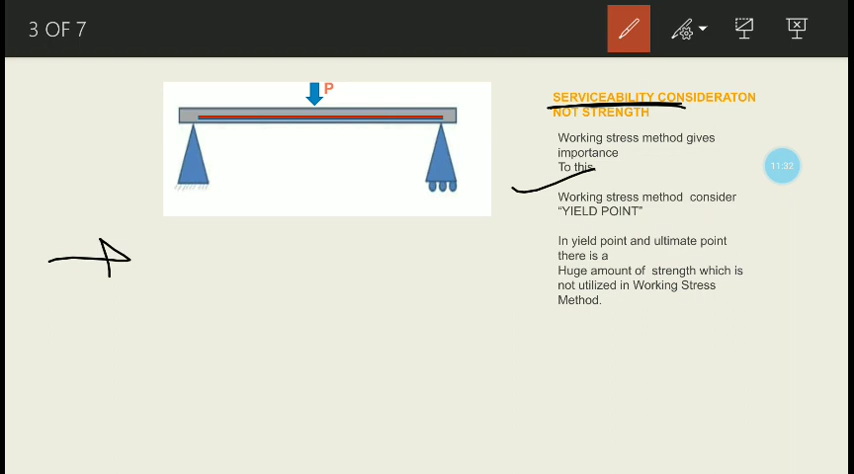 3 OF 7
P
SERVICEABILITY CONSIDERATON
NOT STRENGTH
Working stress method gives
importance
To this
11:32
Working stress method consider
“YIELD POINT”
In yield point and ultimate point
there is a
Huge amount of strength which is
not utilized in Working Stress
Method.